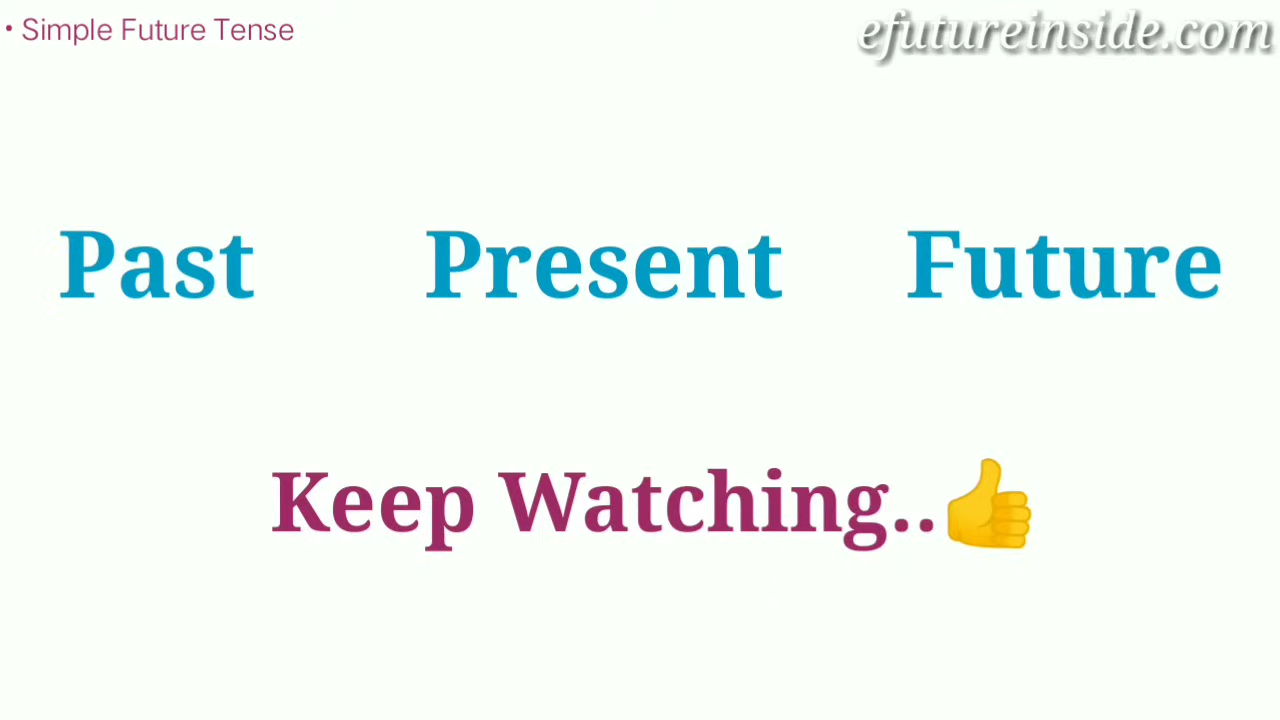 • Simple Future Tense
efutureinside.com
Past Present Future
Keep Watching..👍